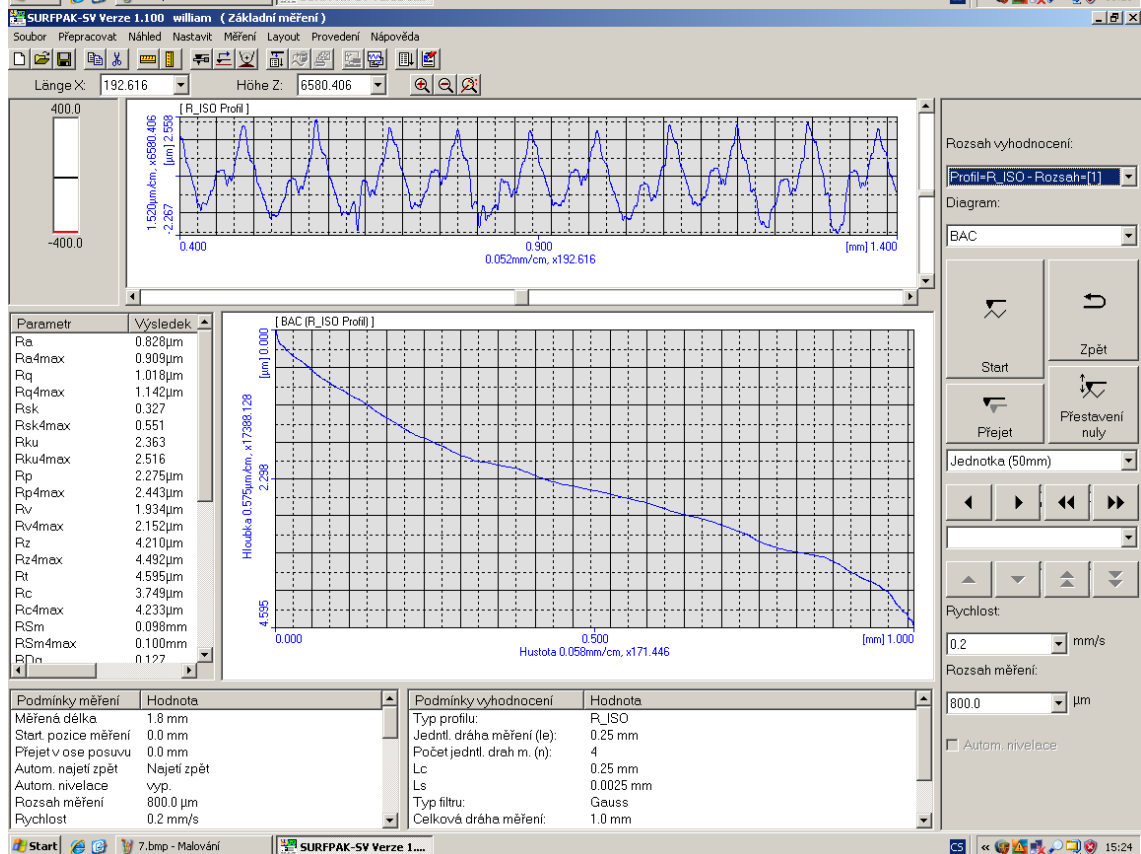 SURFPAK-SV Verze 1.100 william ( Základní měření )
Soubor Přepracovat Náhled Nastavit Měření Layout Provedení Nápověda
Länge X: 192.616 Höhe Z: 6580.406
400.0
-400.0
[ R_ISO Profil ]
1.520µm/cm, x6580.406
-2.267 [µm] 2.558
0.400 0.900 [mm] 1.400
0.052mm/cm, x192.616
Parametr Výsledek
Ra 0.828µm
Ra4max 0.909µm
Rq 1.018µm
Rq4max 1.142µm
Rsk 0.327
Rsk4max 0.551
Rku 2.363
Rku4max 2.516
Rp 2.275µm
Rp4max 2.443µm
Rv 1.934µm
Rv4max 2.152µm
Rz 4.210µm
Rz4max 4.492µm
Rt 4.595µm
Rc 3.749µm
Rc4max 4.233µm
RSm 0.098mm
RSm4max 0.100mm
RDq 0.127
[ BAC (R_ISO Profil) ]
Hloubka 0.575µm/cm, x17388.128
4.595 2.298 [µm] 0.000
0.000 0.500 [mm] 1.000
Hustota 0.058mm/cm, x171.446
Rozsah vyhodnocení:
Profil=R_ISO - Rozsah=[1]
Diagram:
BAC
Start
Zpět
Přejet
Přestavení
nuly
Jednotka (50mm)
Rychlost:
0.2 mm/s
Rozsah měření:
800.0 µm
Autom. nivelace
Podmínky měření Hodnota
Měřená délka 1.8 mm
Start. pozice měření 0.0 mm
Přejet v ose posuvu 0.0 mm
Autom. najetí zpět Najetí zpět
Autom. nivelace vyp.
Rozsah měření 800.0 µm
Rychlost 0.2 mm/s
Podmínky vyhodnocení Hodnota
Typ profilu: R_ISO
Jedntl. dráha měření (le): 0.25 mm
Počet jedntl. drah m. (n): 4
Lc 0.25 mm
Ls 0.0025 mm
Typ filtru: Gauss
Celková dráha měření: 1.0 mm
Start 7.bmp - Malování SURFPAK-SV Verze 1.... CS « 15:24